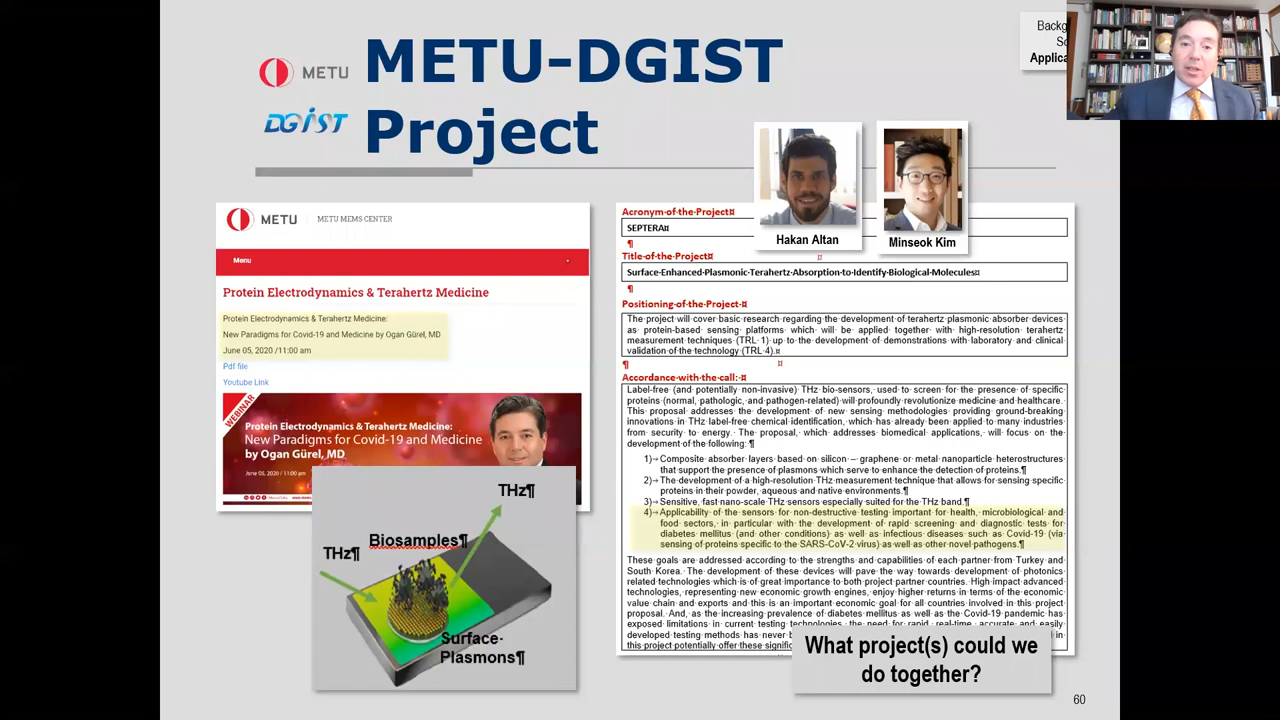 METU
METU-DGIST
DGIST
Project
Backg
So
Applica
METU
METU MEMS CENTER
Menu
Protein Electrodynamics & Terahertz Medicine
Protein Electrodynamics & Terahertz Medicine:
New Paradigms for Covid-19 and Medicine by Ogan Gürel, MD
June 05, 2020 /11:00 am
Pdf file
Youtube Link
WEBINAR
Protein Electrodynamics & Terahertz Medicine:
New Paradigms for Covid-19 and Medicine
by Ogan Gürel, MD
June 05, 2020 / 11:00 am
THz¶
THz¶
Biosamples¶
Surface-
Plasmons¶
Hakan Altan
Minseok Kim
Acronym·of·the·Project¤
SEPTERA¤
¶
Title·of·the·Project¤
¤
Surface-Enhanced·Plasmonic·Terahertz·Absorption·to·Identify·Biological·Molecules¤
¶
Positioning·of·the·Project·¤
The project will cover basic research regarding the development of terahertz plasmonic absorber devices
as protein-based sensing platforms which will be applied together with high-resolution terahertz
measurement techniques (TRL 1) up to the development of demonstrations with laboratory and clinical
validation of the technology (TRL 4).¤
¶
¤
Accordance·with·the·call:·¤
Label-free (and potentially non-invasive) THz bio-sensors, used to screen for the presence of specific
proteins (normal, pathologic, and pathogen-related) will profoundly revolutionize medicine and healthcare.
This proposal addresses the development of new sensing methodologies providing ground-breaking
innovations in THz label-free chemical identification, which has already been applied to many industries
from security to energy. The proposal, which addresses biomedical applications, will focus on the
development of the following: ¶
1)→Composite absorber layers based on silicon – graphene or metal nanoparticle heterostructures
that support the presence of plasmons which serve to enhance the detection of proteins.¶
2)→The development of a high-resolution THz measurement technique that allows for sensing specific
proteins in their powder, aqueous and native environments.¶
3)→Sensitive, fast nano-scale THz sensors especially suited for the THz band.¶
4)→Applicability of the sensors for non-destructive testing important for health, microbiological and
food sectors, in particular with the development of rapid screening and diagnostic tests for
diabetes mellitus (and other conditions) as well as infectious diseases such as Covid-19 (via
sensing of proteins specific to the SARS-CoV-2 virus) as well as other novel pathogens.¶
These goals are addressed according to the strengths and capabilities of each partner from Turkey and
South Korea. The development of these devices will pave the way towards development of photonics
related technologies which is of great importance to both project partner countries. High impact advanced
technologies, representing new economic growth engines, enjoy higher returns in terms of the economic
value chain and exports and this is an important economic goal for all countries involved in this project
proposal. And, as the increasing prevalence of diabetes mellitus as well as the Covid-19 pandemic has
exposed limitations in current testing technologies the need for rapid real-time, accurate and easily
developed testing methods has never b
in
this project potentially offer these signific
What project(s) could we
do together?
60